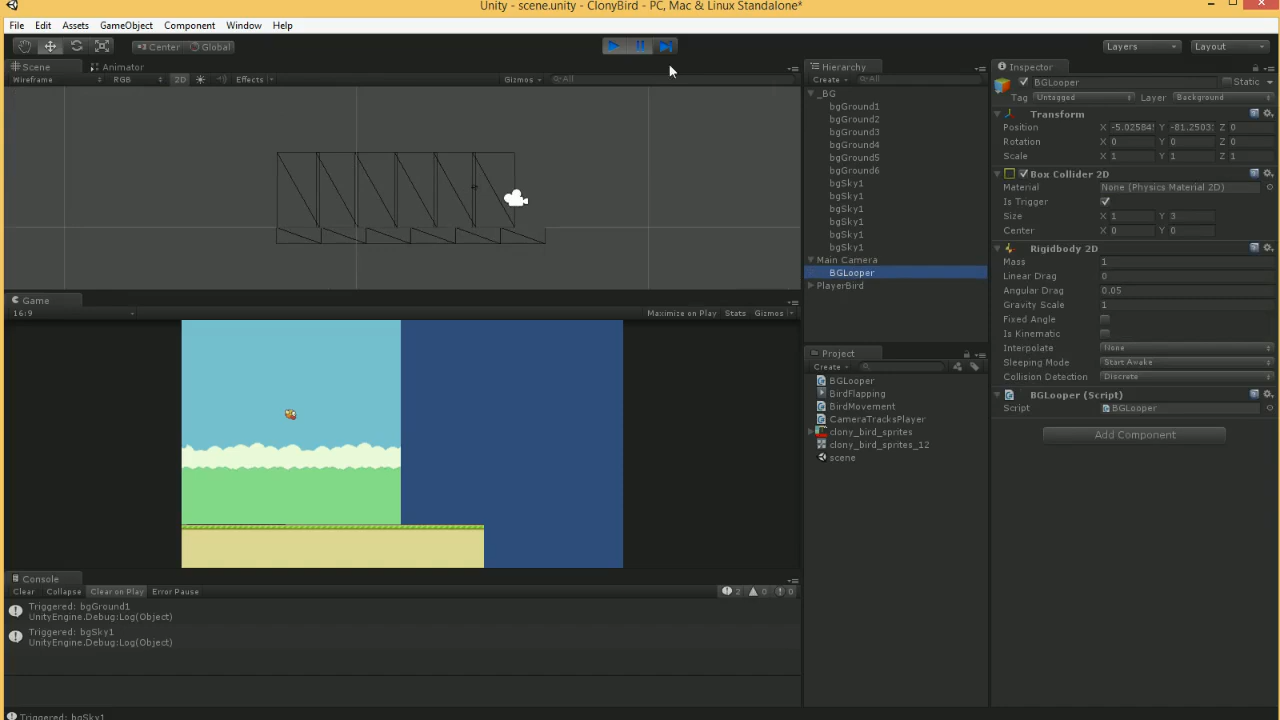 Unity - scene.unity - ClonyBird - PC, Mac & Linux Standalone*
File Edit Assets GameObject Component Window Help
Center Global
Layers Layout
Scene Animator
Wireframe RGB 2D Effects Gizmos All
Hierarchy
Create All
_BG
bgGround1
bgGround2
bgGround3
bgGround4
bgGround5
bgGround6
bgSky1
bgSky1
bgSky1
bgSky1
bgSky1
bgSky1
Main Camera
BGLooper
PlayerBird
Game
16:9 Maximize on Play Stats Gizmos
Project
Create
BGLooper
BirdFlapping
BirdMovement
CameraTracksPlayer
clony_bird_sprites
clony_bird_sprites_12
scene
Inspector
BGLooper Static
Tag Untagged Layer Background
Transform
Position X -5.02584 Y -81.2503 Z 0
Rotation X 0 Y 0 Z 0
Scale X 1 Y 1 Z 1
Box Collider 2D
Material None (Physics Material 2D)
Is Trigger
Size X 1 Y 3
Center X 0 Y 0
Rigidbody 2D
Mass 1
Linear Drag 0
Angular Drag 0.05
Gravity Scale 1
Fixed Angle
Is Kinematic
Interpolate None
Sleeping Mode Start Awake
Collision Detection Discrete
BGLooper (Script)
Script BGLooper
Add Component
Console
Clear Collapse Clear on Play Error Pause 2 0 0
Triggered: bgGround1
UnityEngine.Debug:Log(Object)
Triggered: bgSky1
UnityEngine.Debug:Log(Object)
Triggered: bgSky1